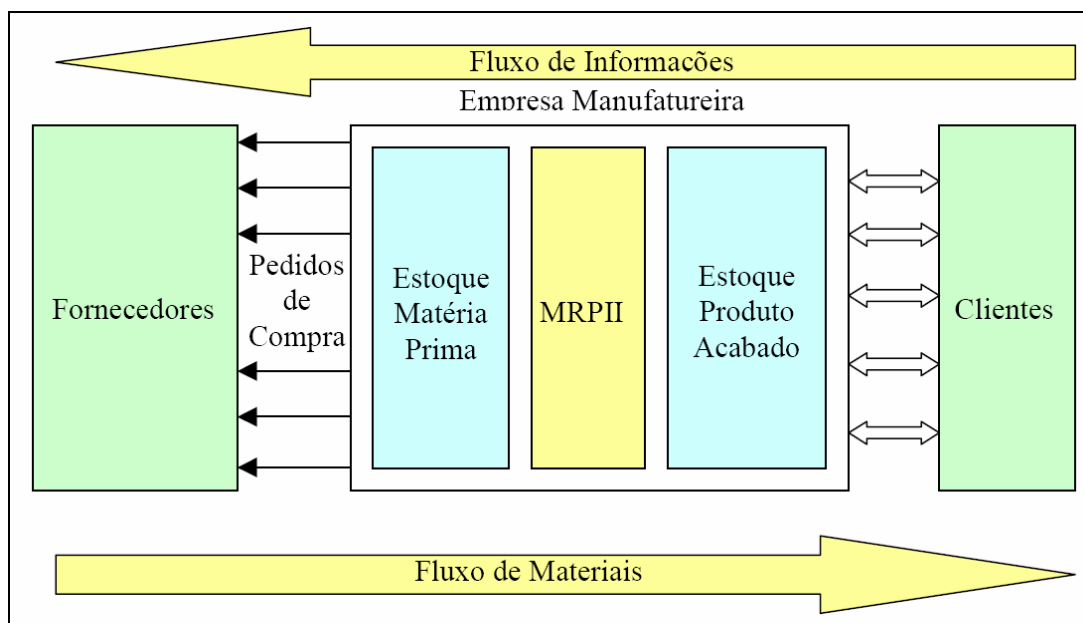 Fluxo de Informações
Empresa Manufatureira
Fornecedores
Pedidos
de
Compra
Estoque
Matéria
Prima
MRPII
Estoque
Produto
Acabado
Clientes
Fluxo de Materiais